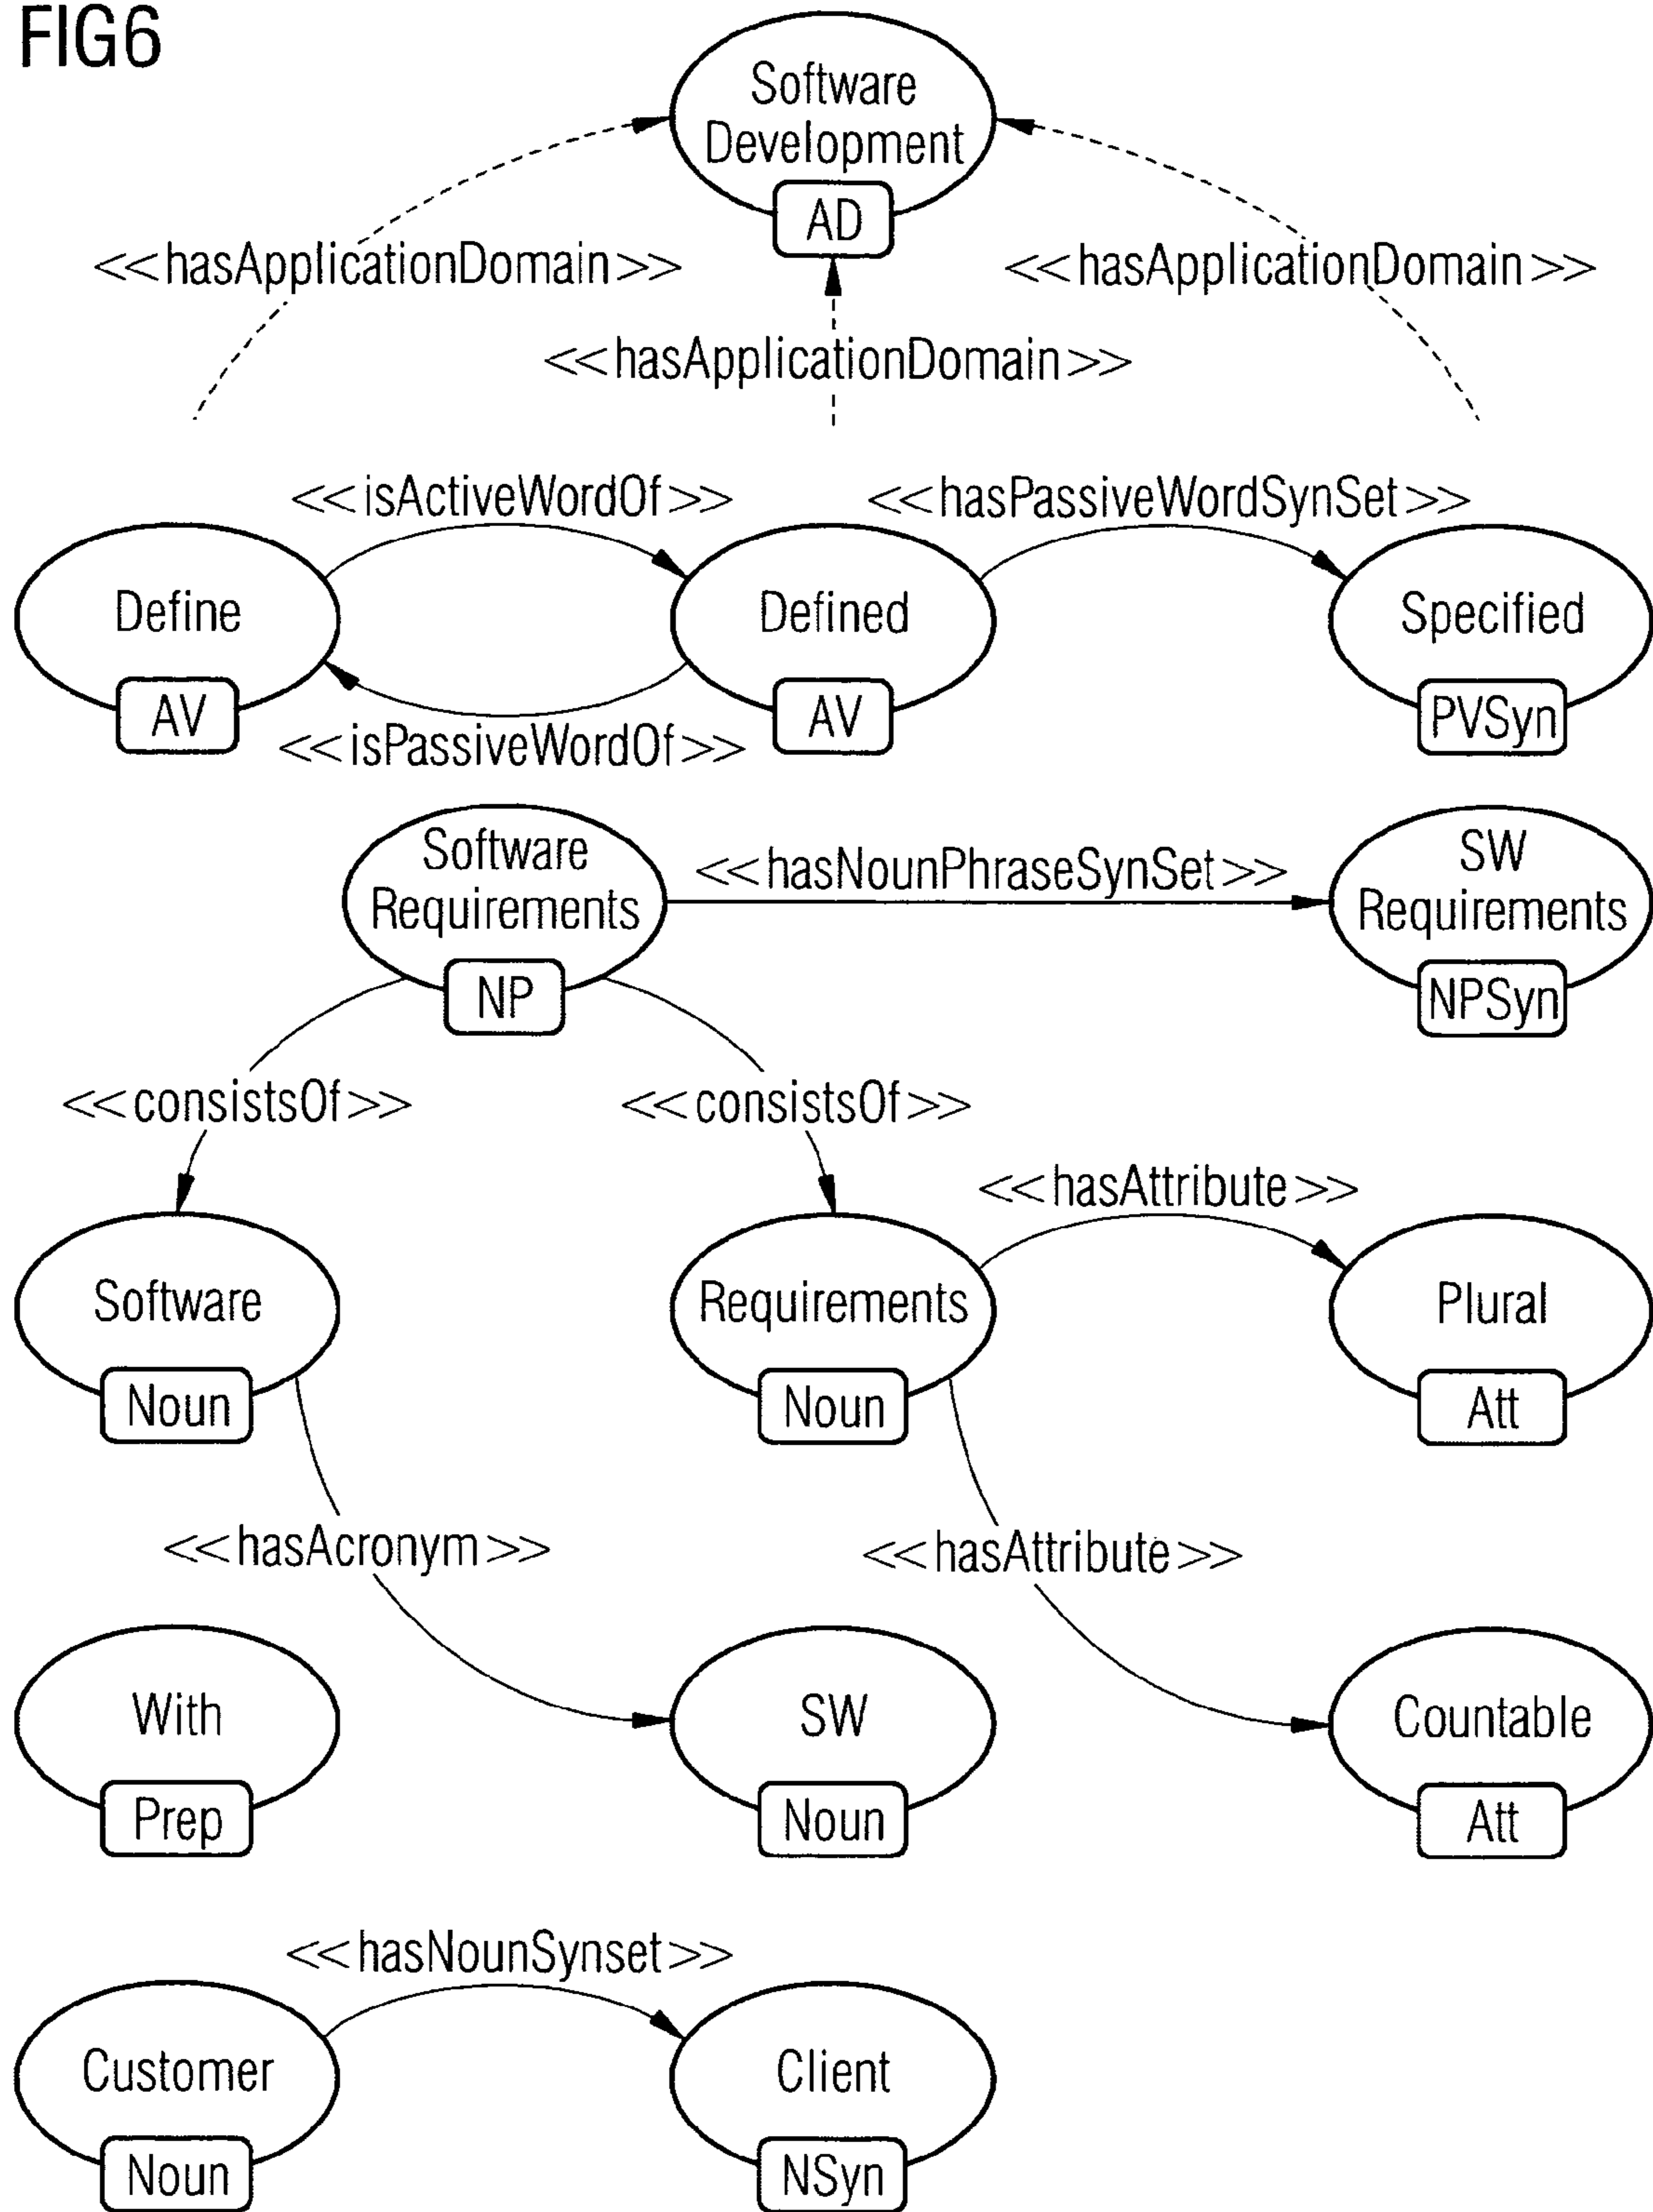 FIG6
Software
Development
AD
<<hasApplicationDomain>>
<<hasApplicationDomain>>
<<hasApplicationDomain>>
<<isActiveWordOf>>
<<hasPassiveWordSynSet>>
Define
AV
Defined
AV
Specified
PVSyn
<<isPassiveWordOf>>
Software
Requirements
NP
<<hasNounPhraseSynSet>>
SW
Requirements
NPSyn
<<consistsOf>>
<<consistsOf>>
<<hasAttribute>>
Software
Noun
Requirements
Noun
Plural
Att
<<hasAcronym>>
<<hasAttribute>>
With
Prep
SW
Noun
Countable
Att
<<hasNounSynset>>
Customer
Noun
Client
NSyn